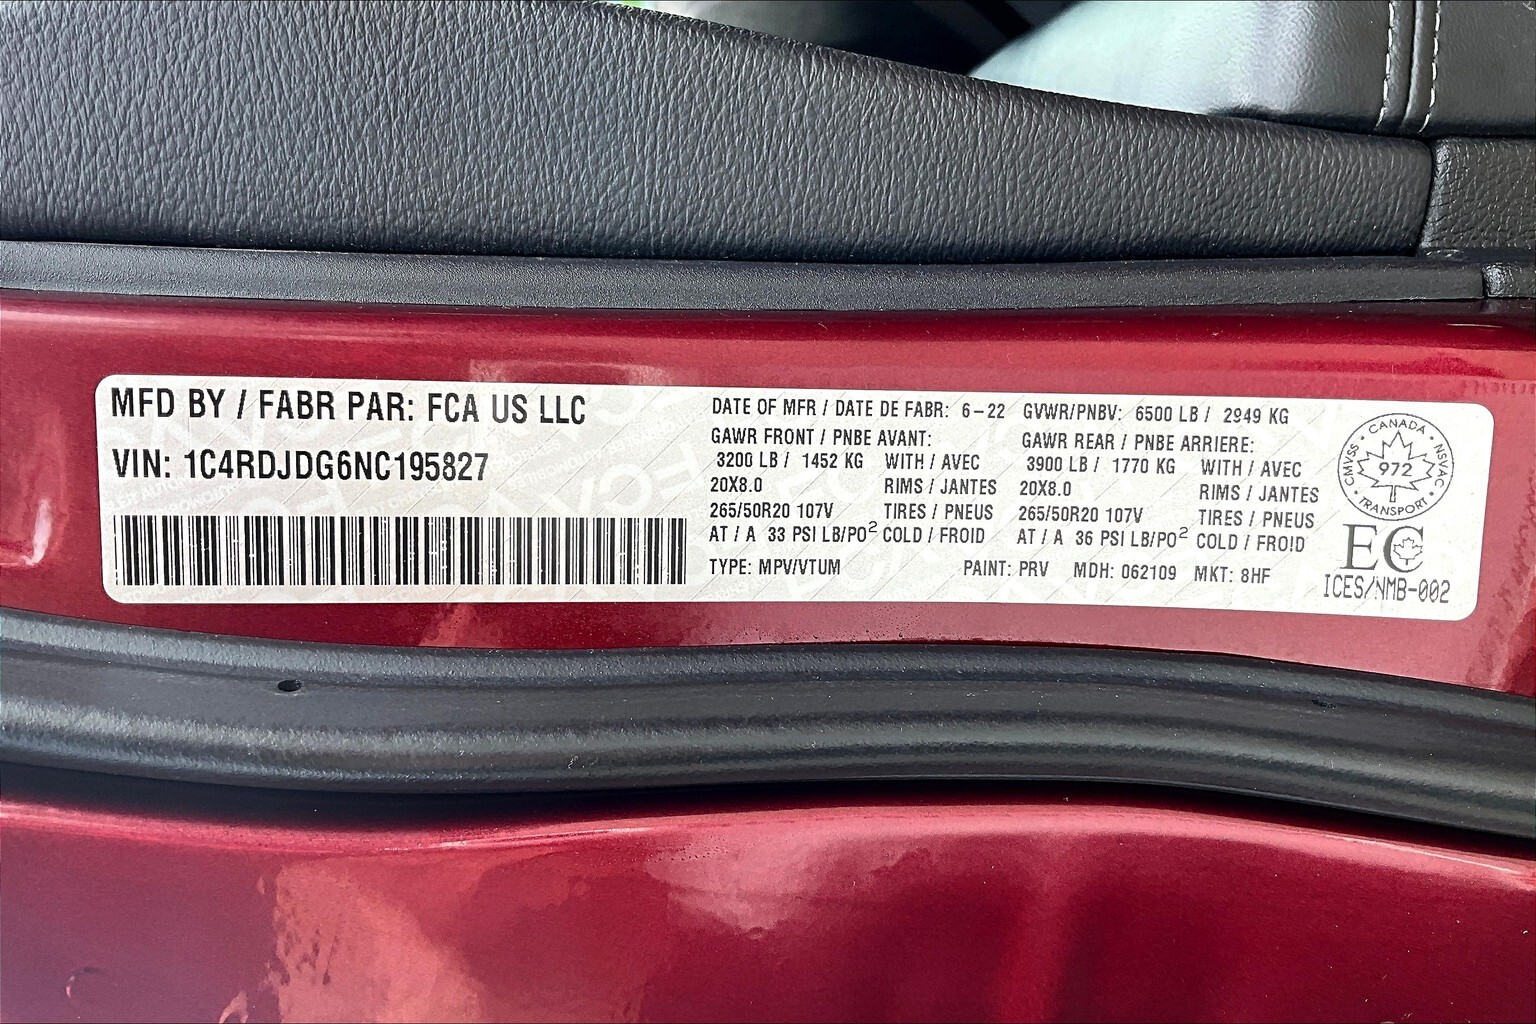 MFD BY / FABR PAR: FCA US LLC
VIN: 1C4RDJDG6NC195827
DATE OF MFR / DATE DE FABR: 6-22 GVWR/PNBV: 6500 LB / 2949 KG
GAWR FRONT / PNBE AVANT:
3200 LB / 1452 KG WITH / AVEC
20X8.0 RIMS / JANTES
265/50R20 107V TIRES / PNEUS
AT / A 33 PSI LB/PO² COLD / FROID
GAWR REAR / PNBE ARRIERE:
3900 LB / 1770 KG WITH / AVEC
20X8.0 RIMS / JANTES
265/50R20 107V TIRES / PNEUS
AT / A 36 PSI LB/PO² COLD / FROID
TYPE: MPV/VTUM PAINT: PRV MDH: 062109 MKT: 8HF
CANADA
CMVSS 972 NSVAC
TRANSPORT
EC
ICES/NMB-002